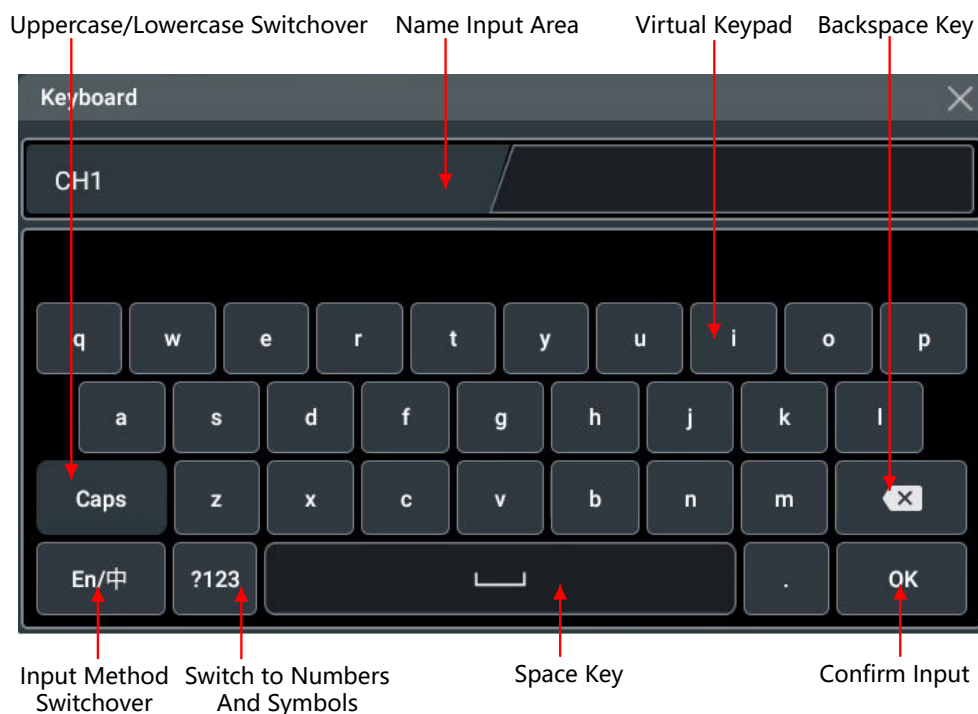 Uppercase/Lowercase Switchover Name Input Area Virtual Keypad Backspace Key
Keyboard
CH1
q w e r t y u i o p
a s d f g h j k l
Caps z x c v b n m
En/中 ?123 . OK
Input Method Switchover
Switch to Numbers And Symbols
Space Key
Confirm Input